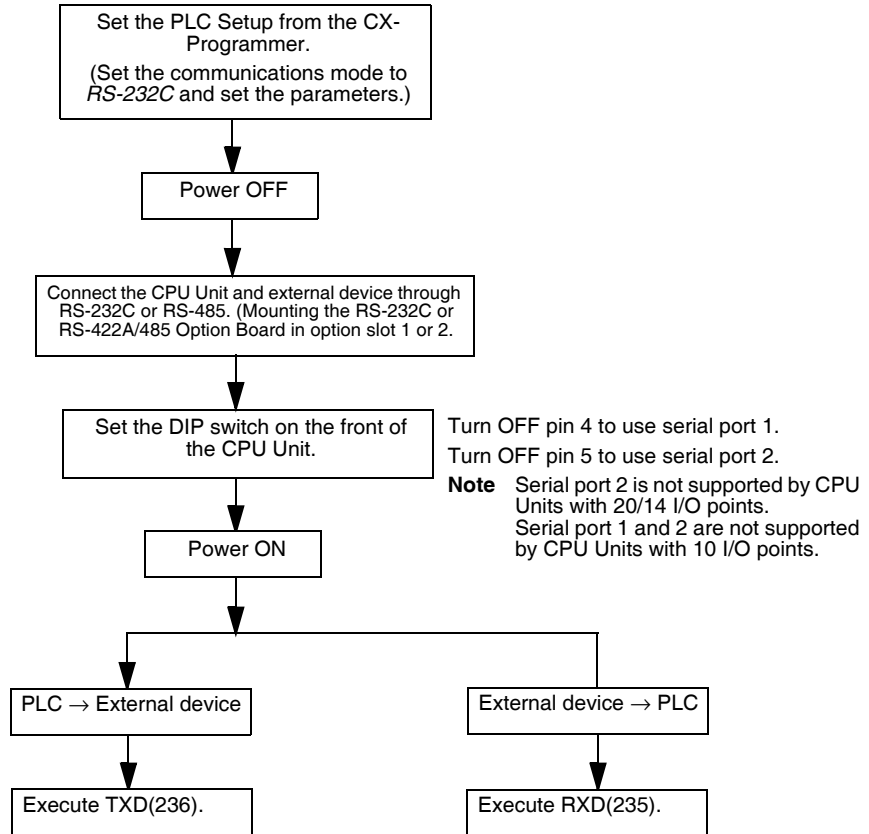 Set the PLC Setup from the CX-
Programmer.
(Set the communications mode to
RS-232C and set the parameters.)
Power OFF
Connect the CPU Unit and external device through
RS-232C or RS-485. (Mounting the RS-232C or
RS-422A/485 Option Board in option slot 1 or 2.
Set the DIP switch on the front of
the CPU Unit.
Turn OFF pin 4 to use serial port 1.
Turn OFF pin 5 to use serial port 2.
Note Serial port 2 is not supported by CPU
Units with 20/14 I/O points.
Serial port 1 and 2 are not supported
by CPU Units with 10 I/O points.
Power ON
PLC → External device
External device → PLC
Execute TXD(236).
Execute RXD(235).